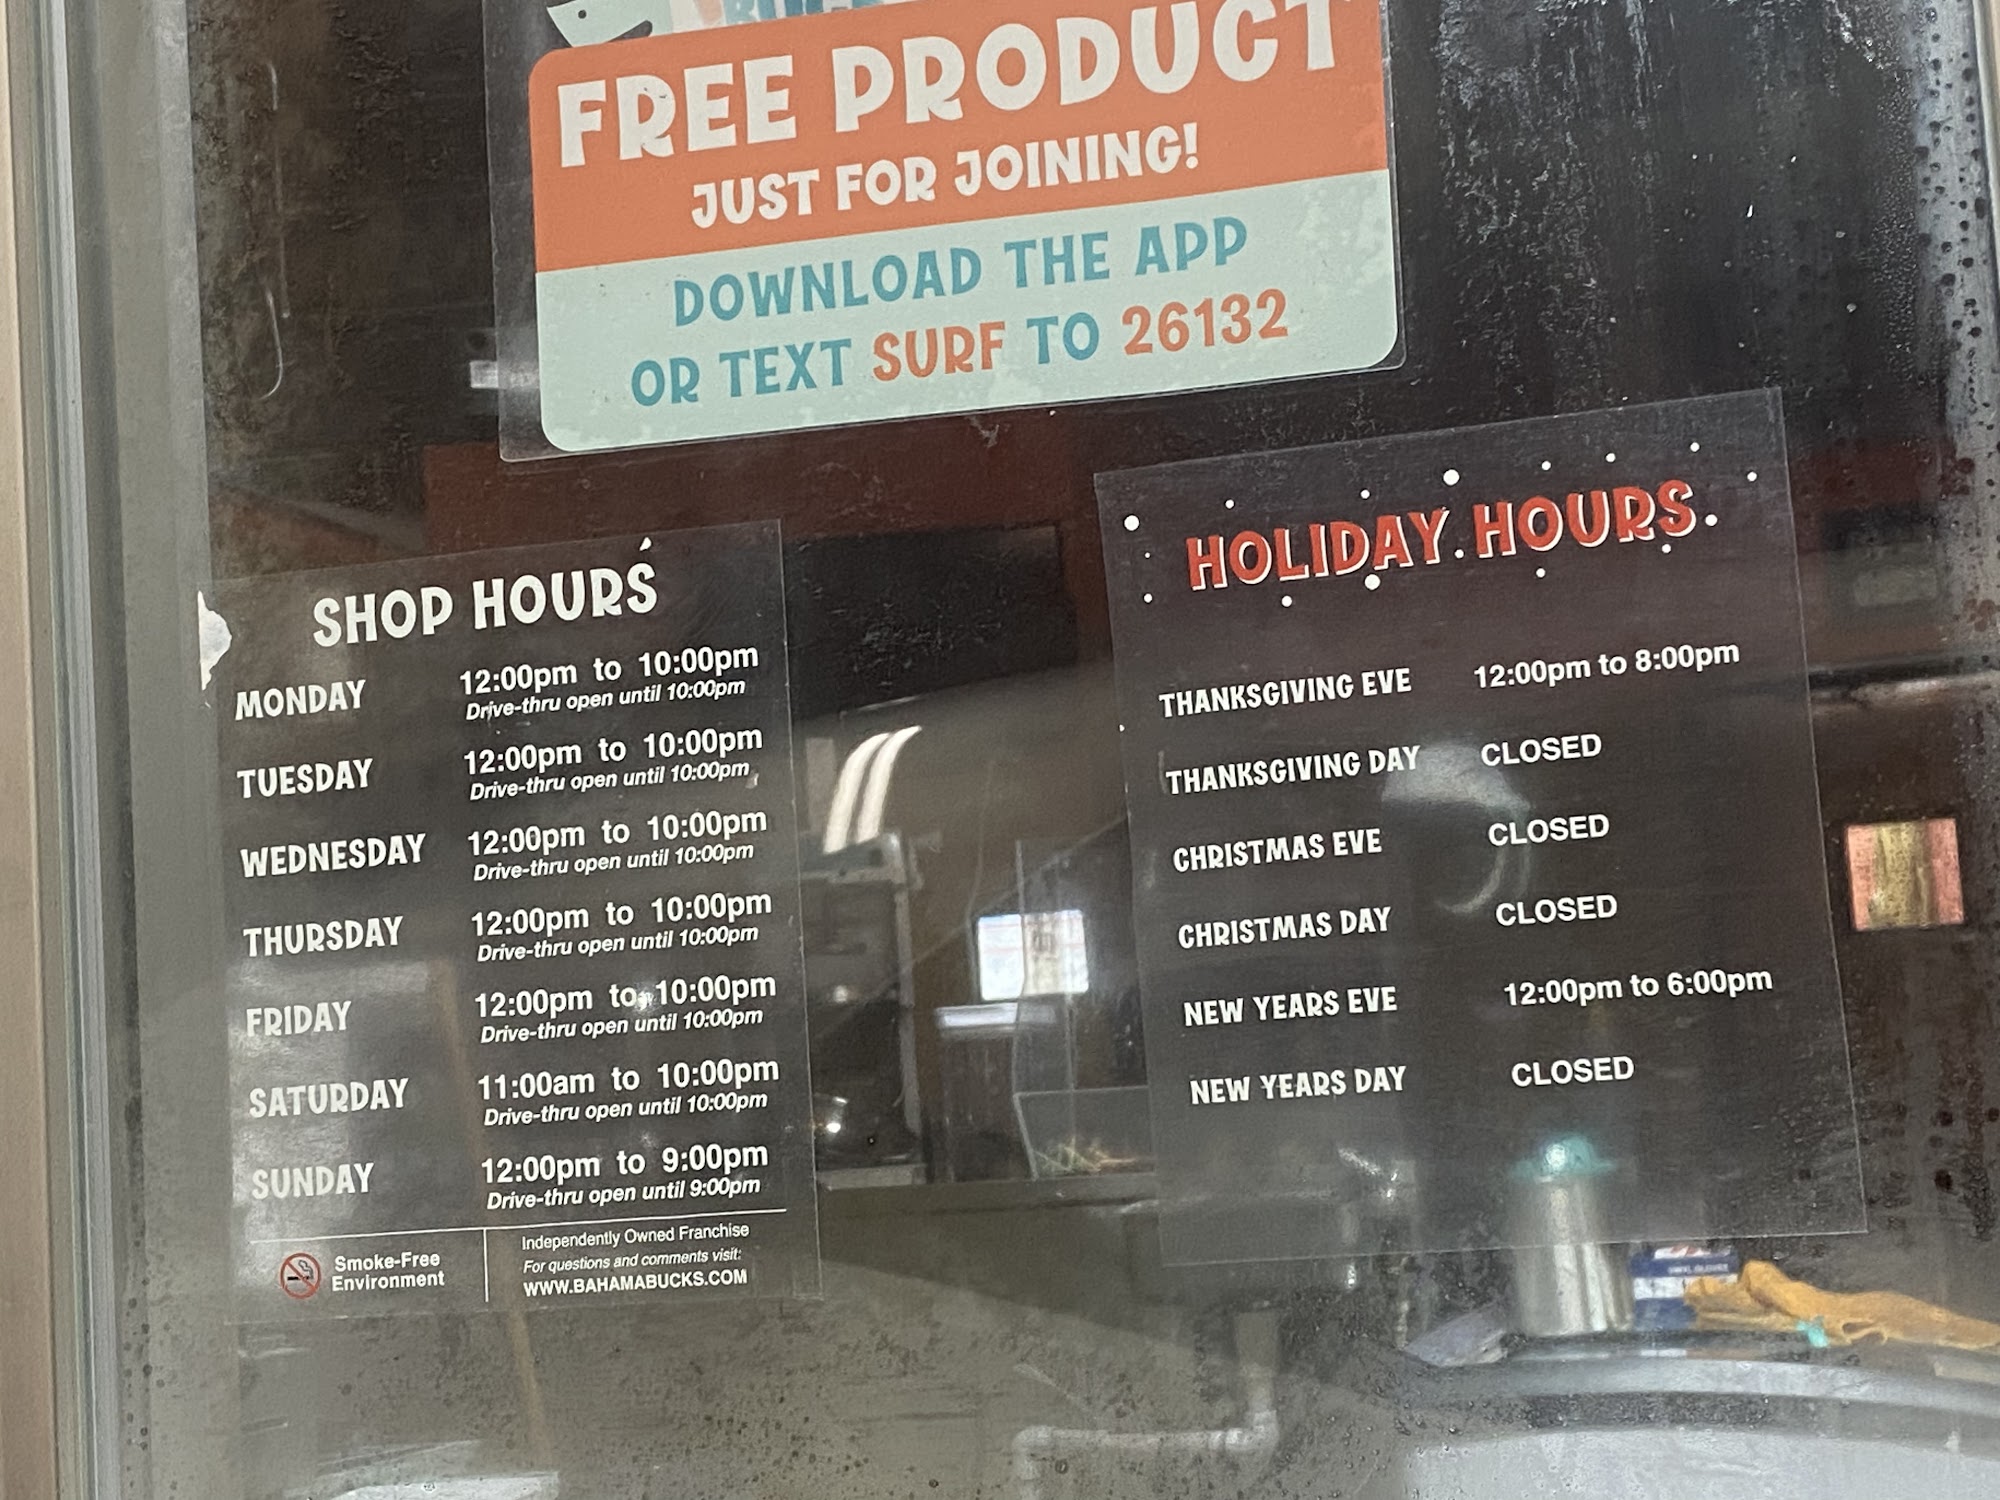 FREE PRODUCT
JUST FOR JOINING!
DOWNLOAD THE APP
OR TEXT SURF TO 26132
SHOP HOURS
MONDAY 12:00pm to 10:00pm
Drive-thru open until 10:00pm
TUESDAY 12:00pm to 10:00pm
Drive-thru open until 10:00pm
WEDNESDAY 12:00pm to 10:00pm
Drive-thru open until 10:00pm
THURSDAY 12:00pm to 10:00pm
Drive-thru open until 10:00pm
FRIDAY 12:00pm to 10:00pm
Drive-thru open until 10:00pm
SATURDAY 11:00am to 10:00pm
Drive-thru open until 10:00pm
SUNDAY 12:00pm to 9:00pm
Drive-thru open until 9:00pm
Smoke-Free
Environment
Independently Owned Franchise
For questions and comments visit:
WWW.BAHAMABUCKS.COM
HOLIDAY HOURS
THANKSGIVING EVE 12:00pm to 8:00pm
THANKSGIVING DAY CLOSED
CHRISTMAS EVE CLOSED
CHRISTMAS DAY CLOSED
NEW YEARS EVE 12:00pm to 6:00pm
NEW YEARS DAY CLOSED